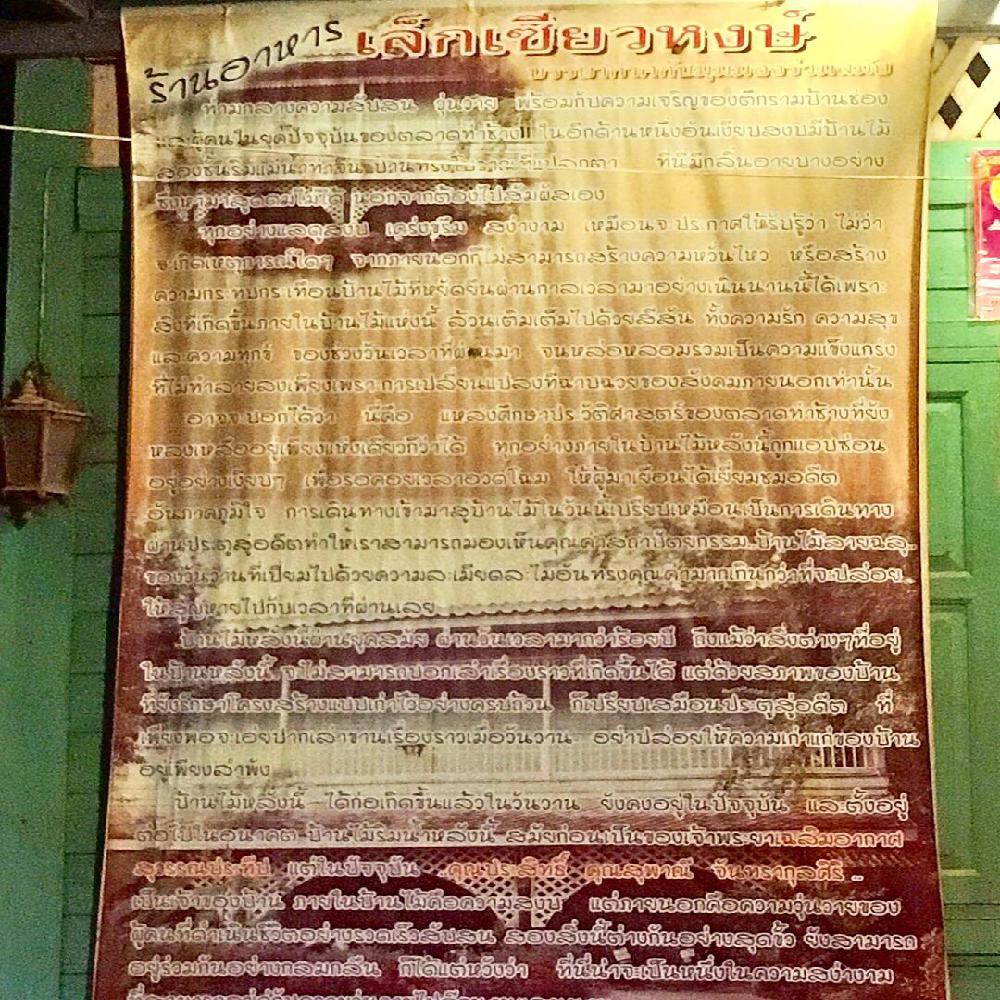 ร้านอาหาร เล็กเซียวหงษ์
ท่ามกลางความสับสน วุ่นวาย พร้อมกับความเจริญของตึกรามบ้านช่อง
และผู้คนในยุคปัจจุบันของตลาดท่าช้าง!! ในอีกด้านหนึ่งอันเงียบสงบมีบ้านไม้
สองชั้นริมแม่น้ำท่าจีน บ้านทรงโบราณที่แปลกตา ที่นี่มีกลิ่นอายบางอย่าง
ซึ่งหามาสูดดมไม่ได้ นอกจากต้องไปสัมผัสเอง
ทุกอย่างแลดูสงบ เคร่งขรึม สง่างาม เหมือนจะประกาศให้รับรู้ว่า ไม่ว่า
จะเกิดเหตุการณ์ใดๆ จากภายนอกก็ไม่สามารถสร้างความหวั่นไหว หรือสร้าง
ความกระทบกระเทือนบ้านไม้ที่หยัดยืนผ่านกาลเวลามาอย่างเนิ่นนานนี้ได้เพราะ
สิ่งที่เกิดขึ้นภายในบ้านไม้แห่งนี้ ล้วนเติมเต็มไปด้วยสีสัน ทั้งความรัก ความสุข
และความทุกข์ ของช่วงวันเวลาที่ผ่านมา จนหล่อหลอมรวมเป็นความแข็งแกร่ง
ที่ไม่ทำลายลงเพียงเพราะการเปลี่ยนแปลงที่ฉาบฉวยของสังคมภายนอกเท่านั้น
อาจจะบอกได้ว่า นี่คือ แหล่งศึกษาประวัติศาสตร์ของตลาดท่าช้างที่ยัง
หลงเหลืออยู่เพียงแห่งเดียวก็ว่าได้ ทุกอย่างภายในบ้านไม้หลังนี้ถูกแอบซ่อน
อยู่อย่างเงียบๆ เพื่อรอคอยเวลาอวดโฉม ให้ผู้มาเยือนได้เยี่ยมชมอดีต
อันภาคภูมิใจ การเดินทางเข้ามาสู่บ้านไม้ในวันนี้เปรียบเหมือนเป็นการเดินทาง
ผ่านประตูสู่อดีตทำให้เราสามารถมองเห็นคุณค่าสถาปัตยกรรม..บ้านไม้ลายฉลุ..
ของวันวานที่เปี่ยมไปด้วยความละเมียดละไมอันทรงคุณค่ามากเกินกว่าที่จะปล่อย
ให้สูญหายไปกับเวลาที่ผ่านเลย
บ้านไม้หลังนี้ผ่านยุคสมัย ผ่านวันเวลามากว่าร้อยปี ถึงแม้ว่าสิ่งต่างๆที่อยู่
ในบ้านหลังนี้ จะไม่สามารถบอกเล่าเรื่องราวที่เกิดขึ้นได้ แต่ด้วยสภาพของบ้าน
ที่ยังรักษาโครงสร้างแบบเก่าไว้อย่างครบถ้วน ก็เปรียบเสมือนประตูสู่อดีต ที่
เพียงพอจะเอยปากเล่าขานเรื่องราวเมื่อวันวาน อย่าปล่อยให้ความเก่าแก่ของบ้าน
อยู่เพียงลำพัง
บ้านไม้หลังนี้ ได้ก่อเกิดขึ้นแล้วในวันวาน ยังคงอยู่ในปัจจุบัน และตั้งอยู่
ต่อไปในอนาคต บ้านไม้ริมน้ำหลังนี้ สมัยก่อนเป็นของเจ้าพระยาเฉลิมอากาศ
สุวรรณประทีป แต่ในปัจจุบัน คุณประสิทธิ์ คุณสุพาณี จันทรากุลศิริ ..
เป็นเจ้าของบ้าน ภายในบ้านไม้คือความสงบ แต่ภายนอกคือความวุ่นวายของ
ผู้คนที่ดำเนินชีวิตอย่างรวดเร็วสับสน สองสิ่งนี้ต่างกันอย่างสุดขั้ว ยังสามารถ
อยู่ร่วมกันอย่างกลมกลืน ก็ได้แต่หวังว่า ที่นี่น่าจะเป็นหนึ่งในความสง่างาม